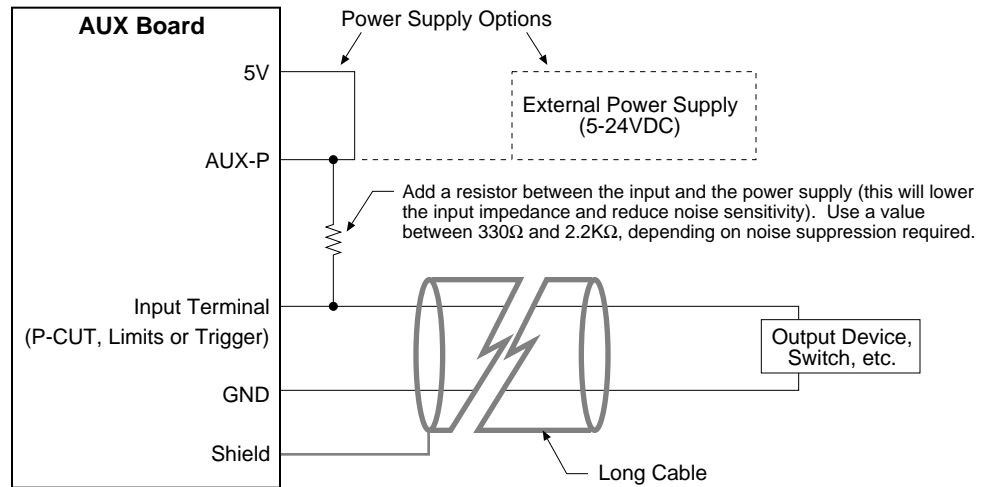 AUX Board
Power Supply Options
5V
External Power Supply
(5-24VDC)
AUX-P
Add a resistor between the input and the power supply (this will lower
the input impedance and reduce noise sensitivity). Use a value
between 330Ω and 2.2KΩ, depending on noise suppression required.
Input Terminal
(P-CUT, Limits or Trigger)
Output Device,
Switch, etc.
GND
Shield
Long Cable